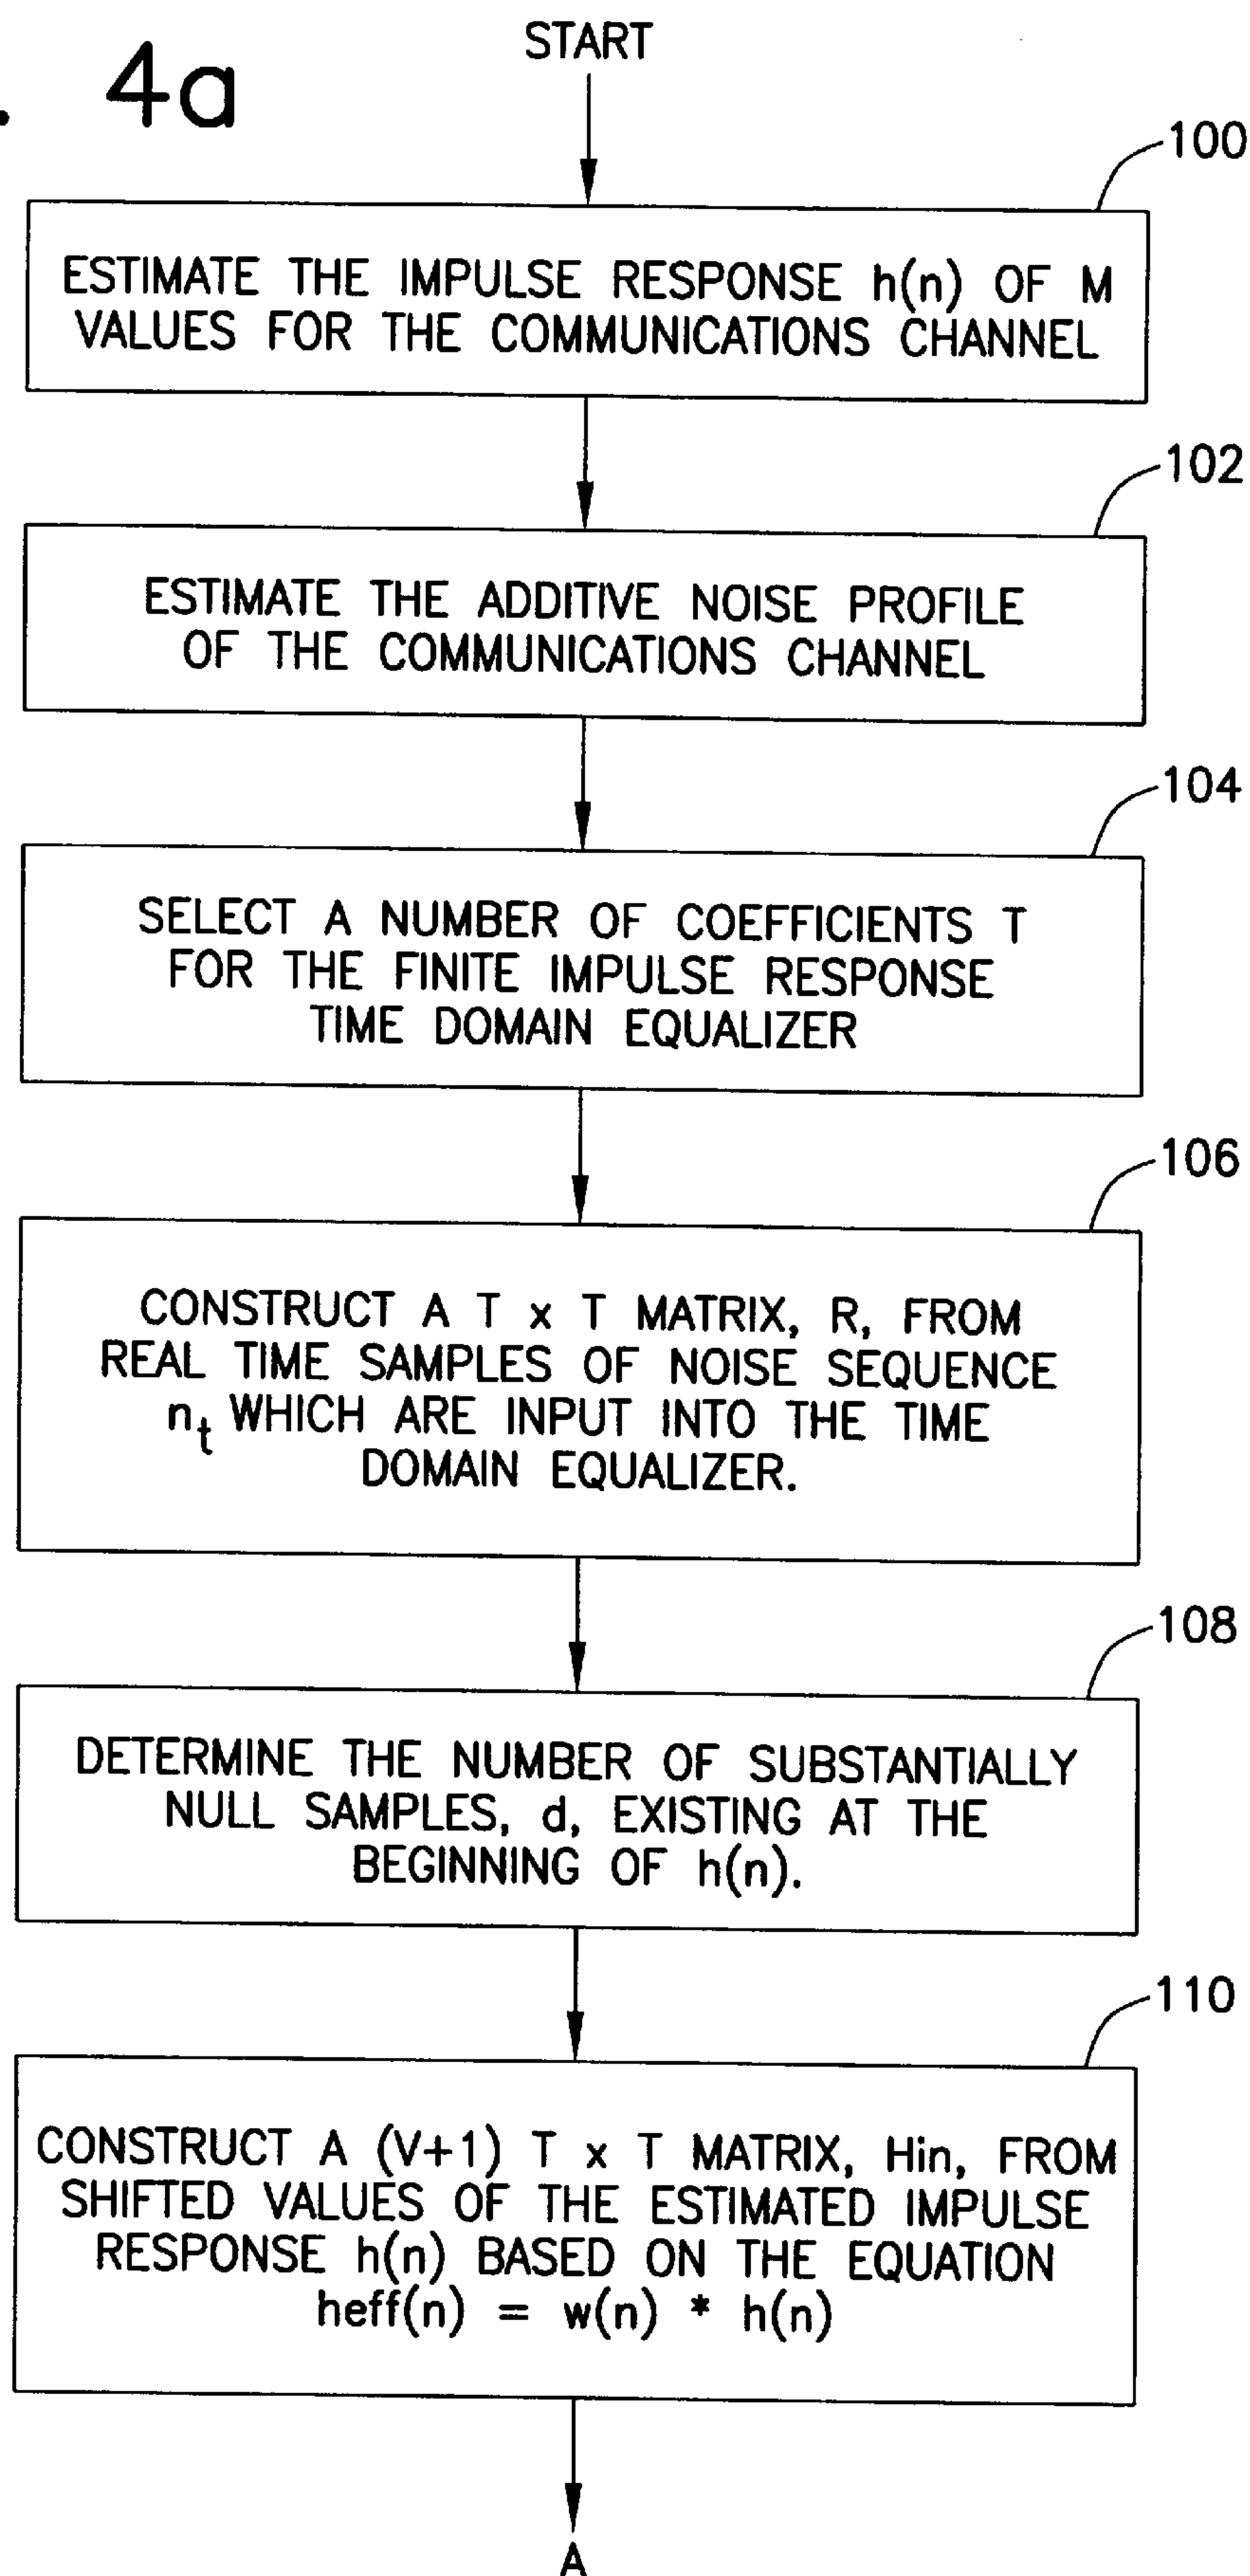 . 4a
START
100
ESTIMATE THE IMPULSE RESPONSE h(n) OF M
VALUES FOR THE COMMUNICATIONS CHANNEL
102
ESTIMATE THE ADDITIVE NOISE PROFILE
OF THE COMMUNICATIONS CHANNEL
104
SELECT A NUMBER OF COEFFICIENTS T
FOR THE FINITE IMPULSE RESPONSE
TIME DOMAIN EQUALIZER
106
CONSTRUCT A T x T MATRIX, R, FROM
REAL TIME SAMPLES OF NOISE SEQUENCE
nt WHICH ARE INPUT INTO THE TIME
DOMAIN EQUALIZER.
108
DETERMINE THE NUMBER OF SUBSTANTIALLY
NULL SAMPLES, d, EXISTING AT THE
BEGINNING OF h(n).
110
CONSTRUCT A (V+1) T x T MATRIX, Hin, FROM
SHIFTED VALUES OF THE ESTIMATED IMPULSE
RESPONSE h(n) BASED ON THE EQUATION
heff(n) = w(n) * h(n)
A